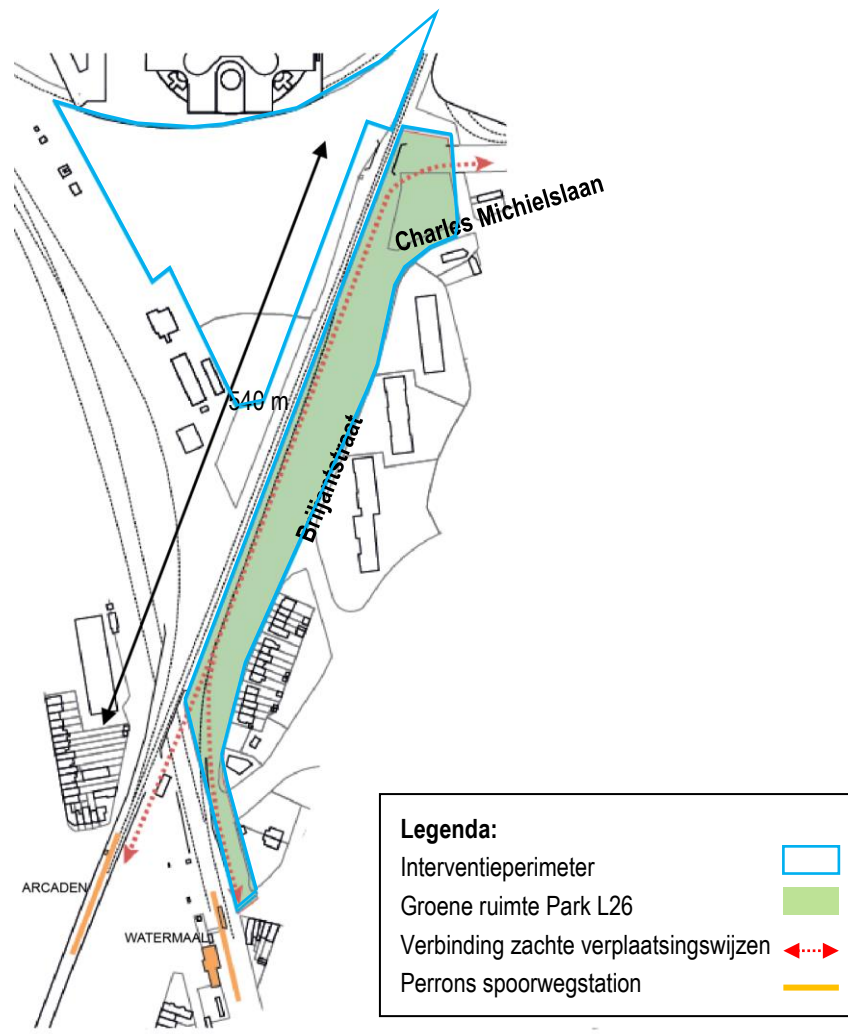 Charles Michielslaan
540 m
Briljantstraat
ARCADEN
WATERMAAL
Legenda:
Interventieperimeter
Groene ruimte Park L26
Verbinding zachte verplaatsingswijzen
Perrons spoorwegstation